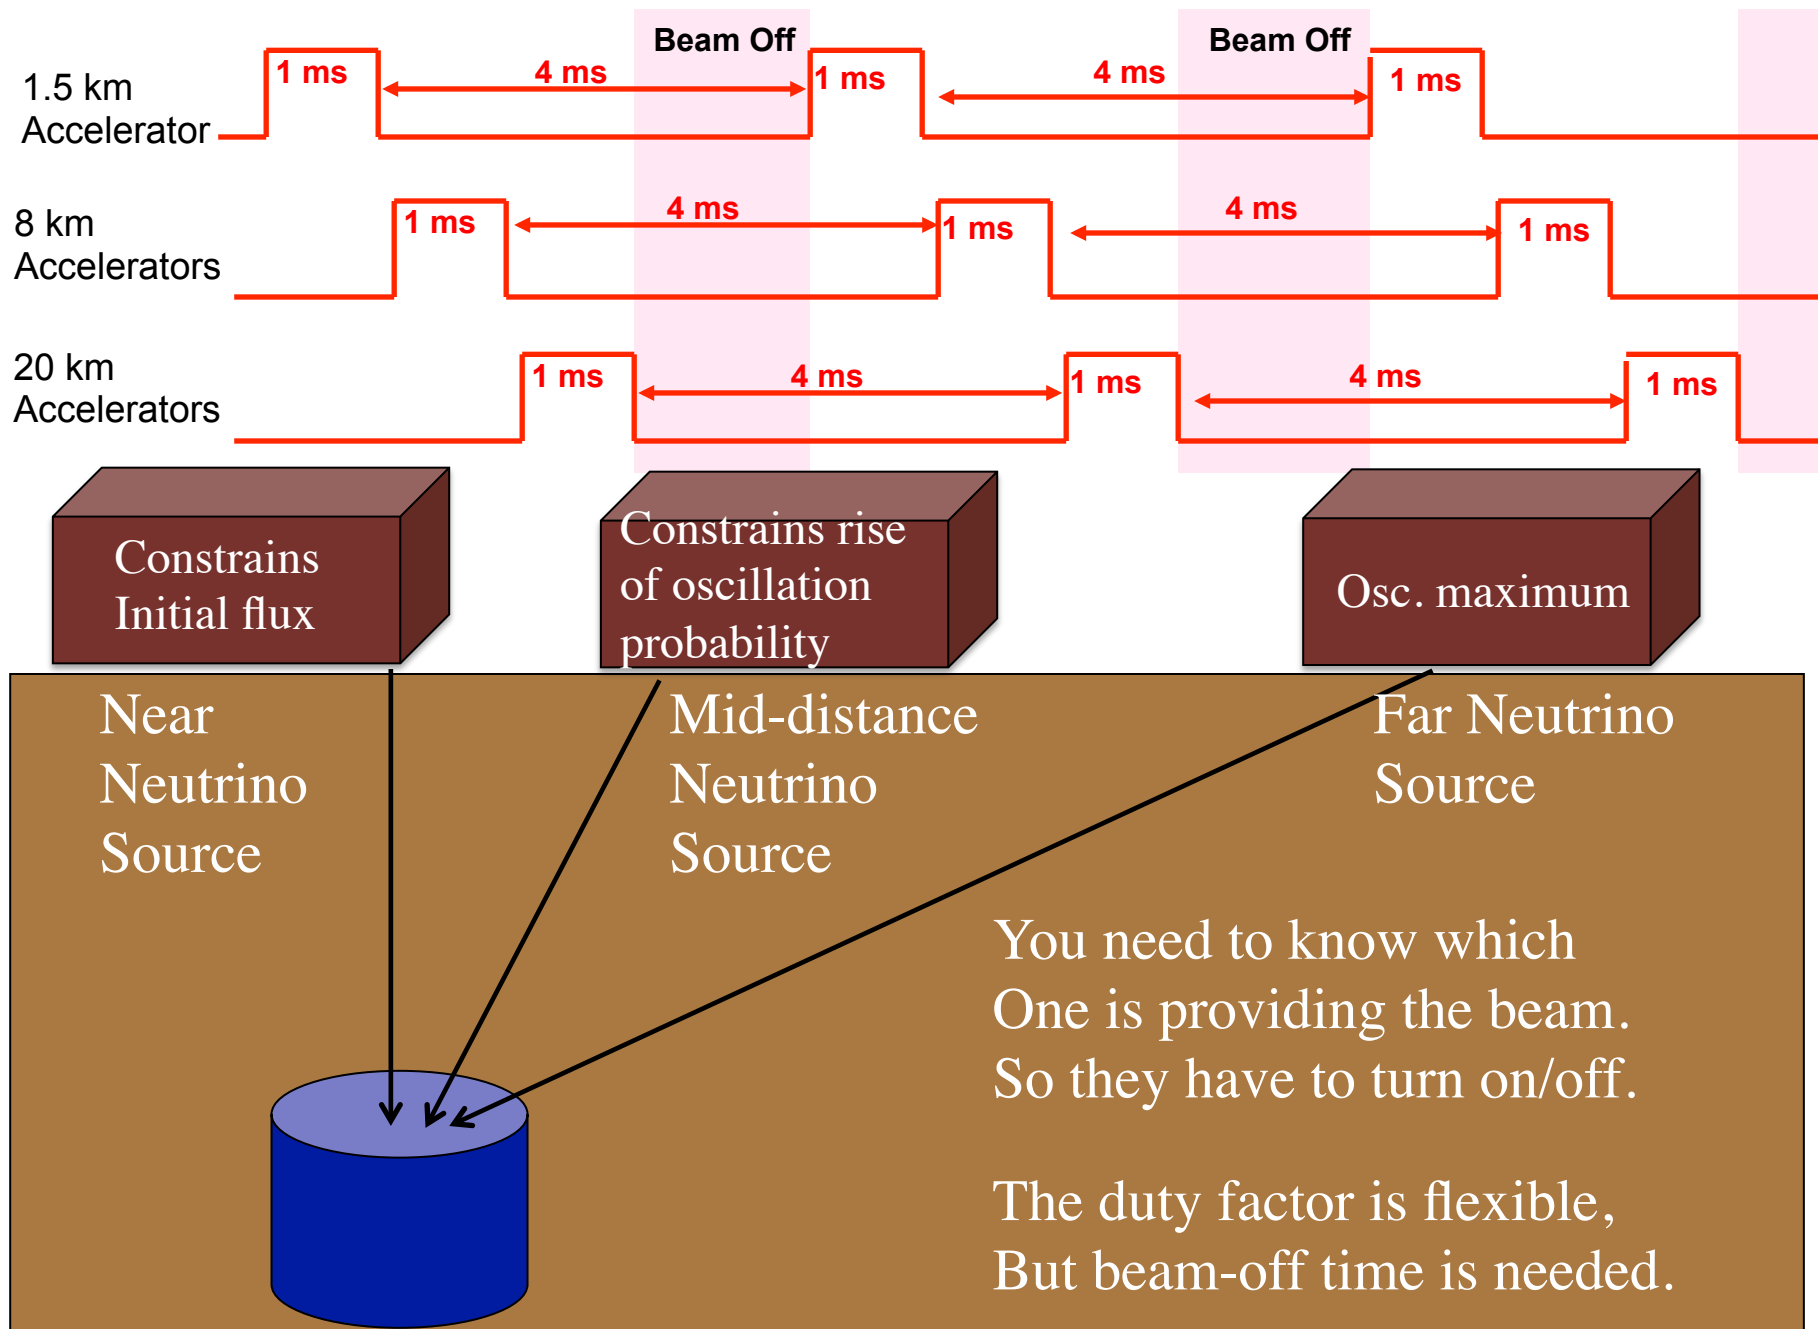 Beam Off
Beam Off
1.5 km
Accelerator
1 ms
4 ms
1 ms
4 ms
1 ms
8 km
Accelerators
1 ms
4 ms
1 ms
4 ms
1 ms
20 km
Accelerators
1 ms
4 ms
1 ms
4 ms
1 ms
Constrains
Initial flux
Constrains rise
of oscillation
probability
Osc. maximum
Near
Neutrino
Source
Mid-distance
Neutrino
Source
Far Neutrino
Source
You need to know which
One is providing the beam.
So they have to turn on/off.
The duty factor is flexible,
But beam-off time is needed.